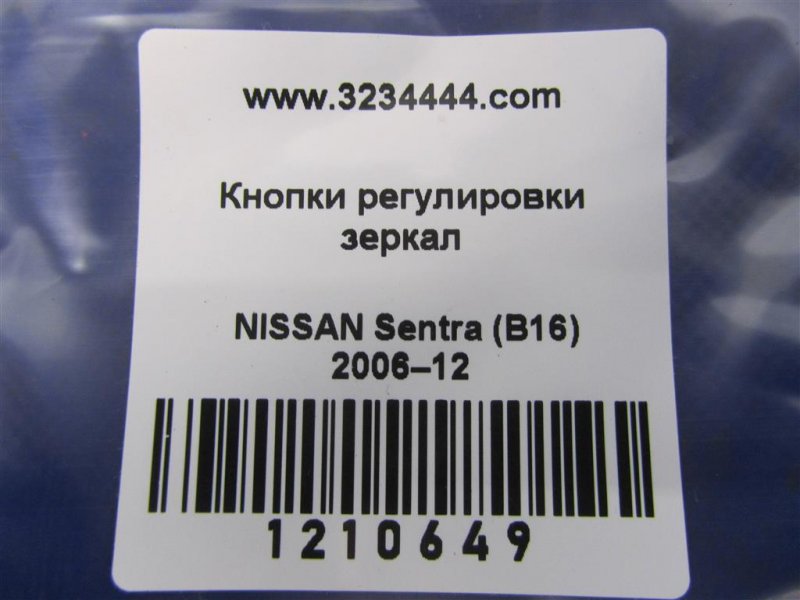 www.3234444.com
Кнопки регулировки
зеркал
NISSAN Sentra (B16)
2006–12
1210649